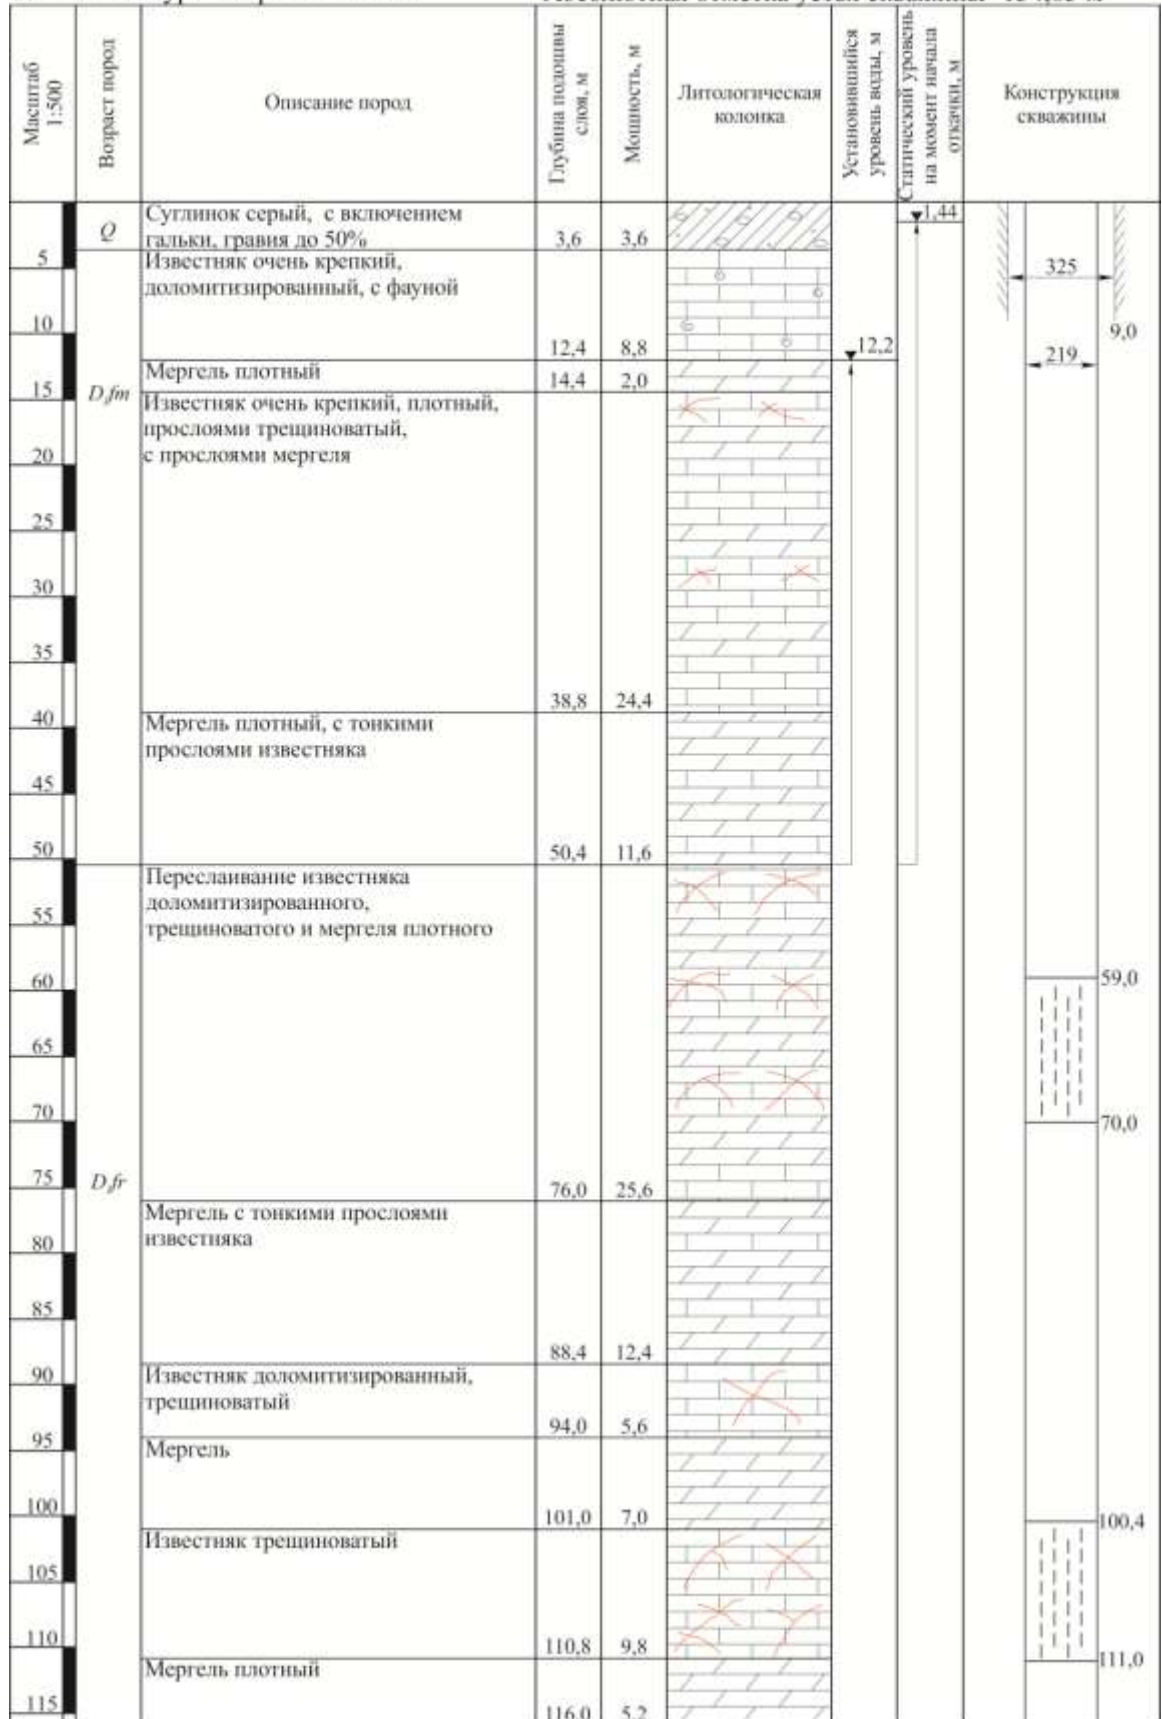 Масштаб
1:500
Возраст пород
Описание пород
Глубина подошвы
слоя, м
Мошность, м
Литологическая
колонка
Установившийся
уровень воды, м
Статический уровень
на момент начала
откачки, м
Конструкция
скважины
Q
Суглинок серый, с включением
гальки, гравия до 50%
3,6
3,6
1,44
5
Известняк очень крепкий,
доломитизированный, с фауной
325
10
12,4
8,8
12,2
9,0
219
Мергель плотный
14,4
2,0
15
D₃fm
Известняк очень крепкий, плотный,
прослоями трещиноватый,
с прослоями мергеля
20
25
30
35
38,8
24,4
40
Мергель плотный, с тонкими
прослоями известняка
45
50
50,4
11,6
Переслаивание известняка
доломитизированного,
трещиноватого и мергеля плотного
55
60
59,0
65
70
70,0
75
D₃fr
76,0
25,6
Мергель с тонкими прослоями
известняка
80
85
88,4
12,4
90
Известняк доломитизированный,
трещиноватый
94,0
5,6
95
Мергель
100
101,0
7,0
100,4
Известняк трещиноватый
105
110
110,8
9,8
111,0
Мергель плотный
115
116,0
5,2